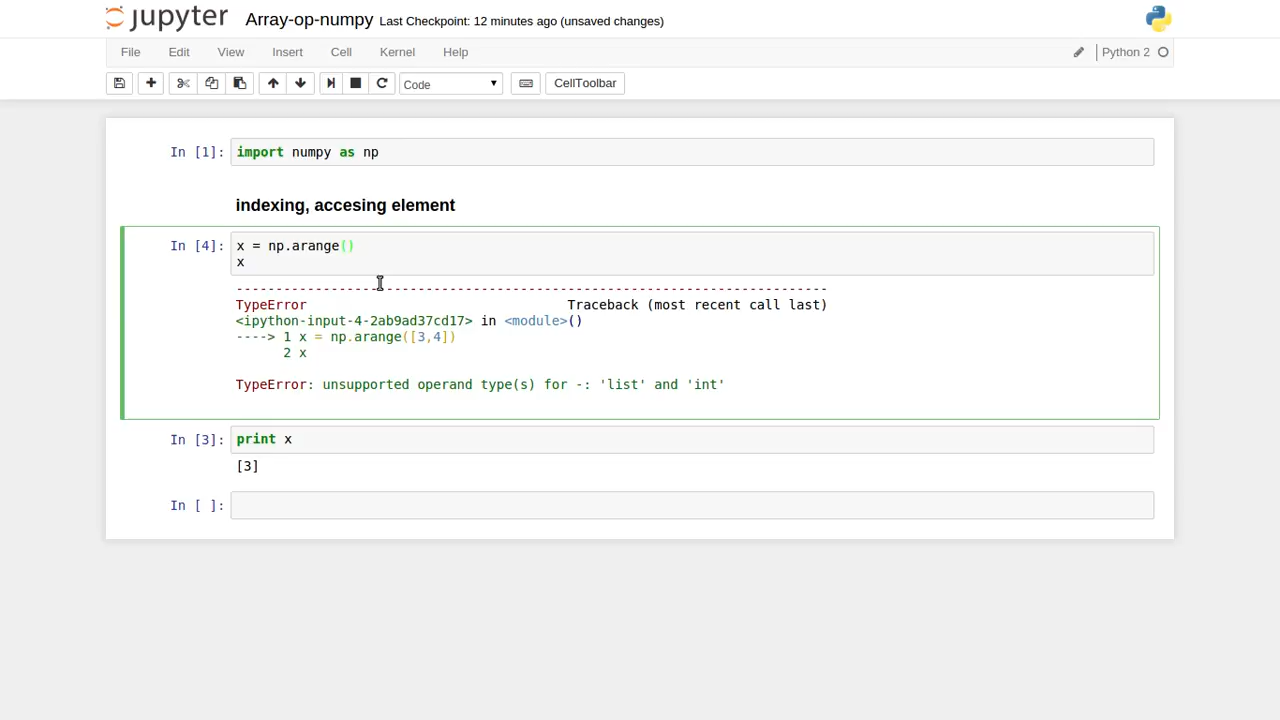 jupyter Array-op-numpy Last Checkpoint: 12 minutes ago (unsaved changes)
File Edit View Insert Cell Kernel Help Python 2
Code CellToolbar
In [1]: import numpy as np
indexing, accesing element
In [4]: x = np.arange()
x
---------------------------------------------------------------------------
TypeError Traceback (most recent call last)
<ipython-input-4-2ab9ad37cd17> in <module>()
----> 1 x = np.arange([3,4])
2 x
TypeError: unsupported operand type(s) for -: 'list' and 'int'
In [3]: print x
[3]
In [ ]: